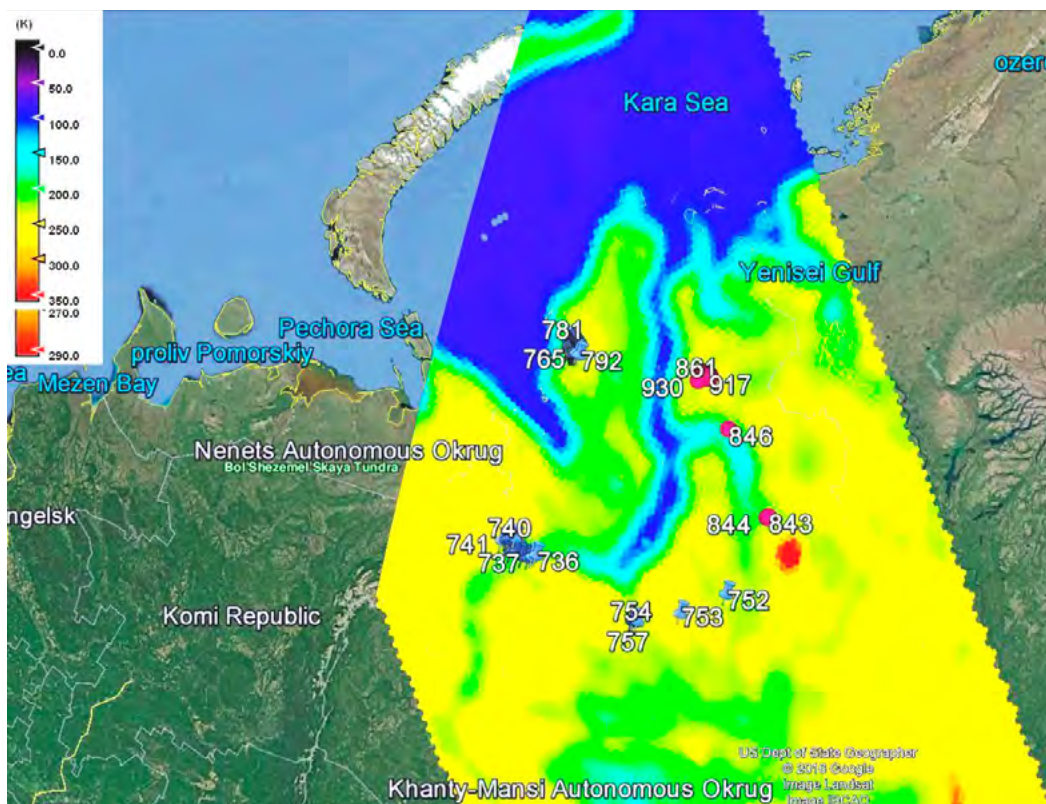 (K)
0.0
50.0
100.0
150.0
200.0
250.0
300.0
350.0
270.0
290.0
Kara Sea
Yenisei Gulf
Pechora Sea
proliv Pomorskiy
Mezen Bay
781
765 792
861
930 917
846
Nenets Autonomous Okrug
Bol'Shezemel'Skaya Tundra
844 843
740
741
737 736
752
754 753
757
Komi Republic
US Dept of State Geographer
© 2016 Google
Image Landsat
Image IBCAO
Khanty-Mansi Autonomous Okrug